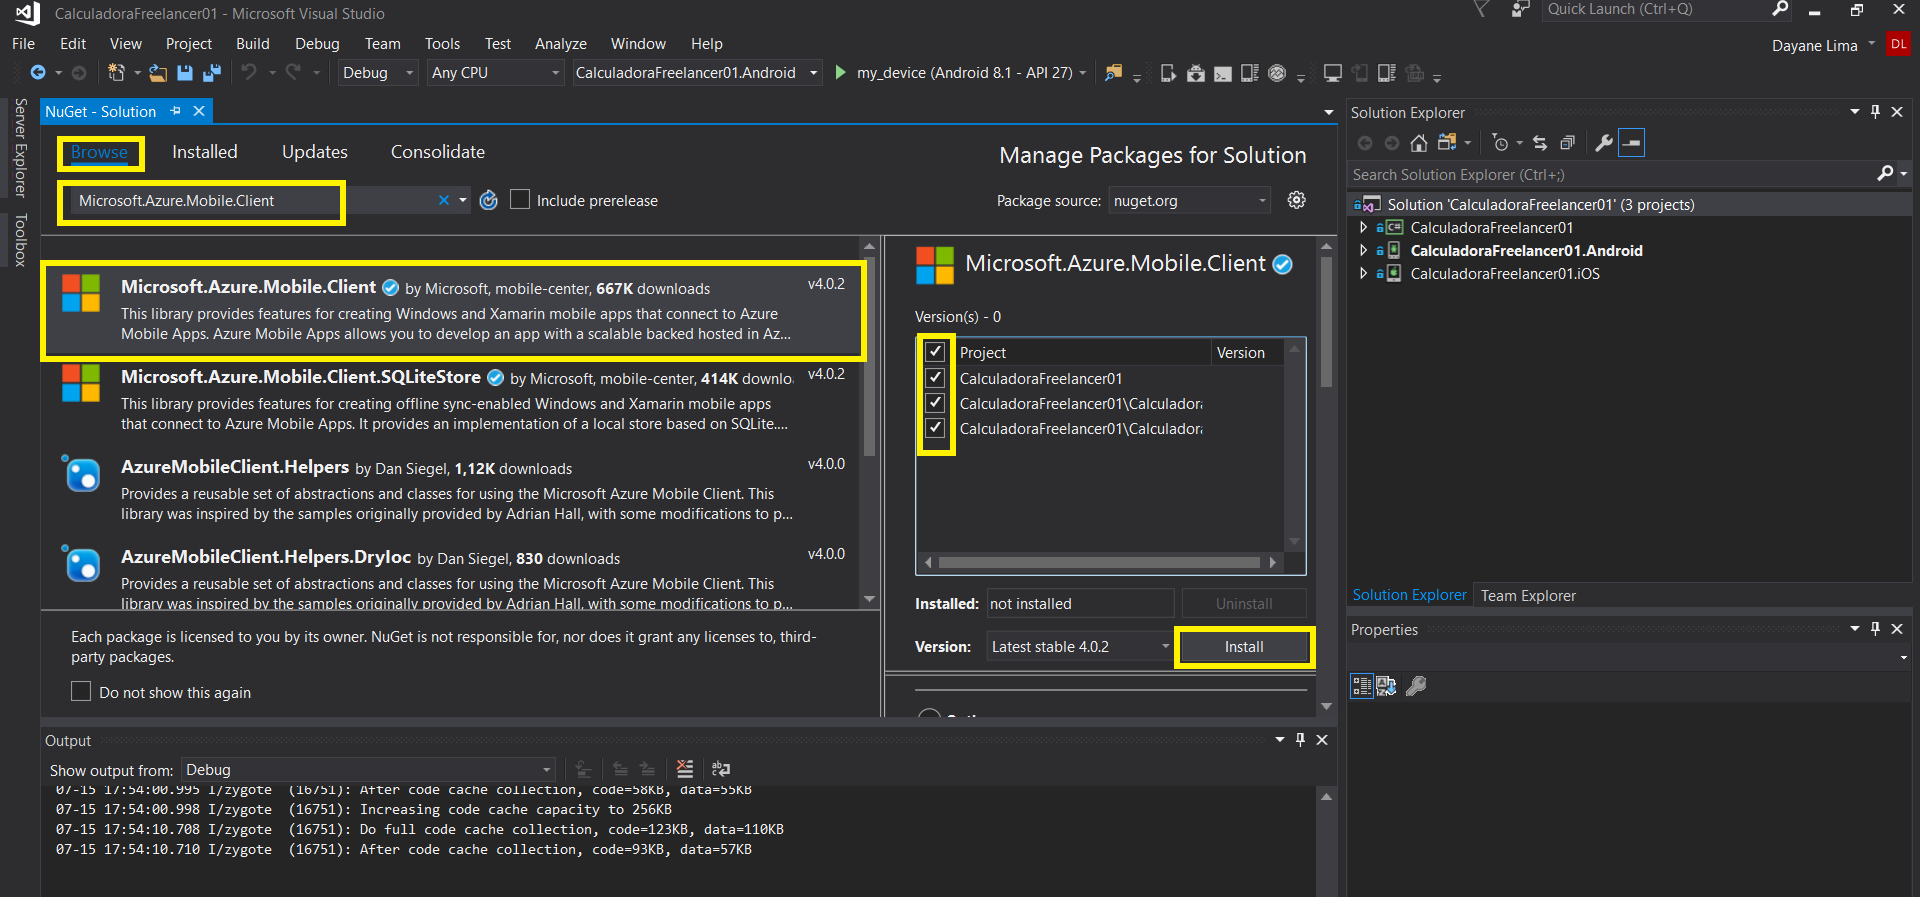 CalculadoraFreelancer01 - Microsoft Visual Studio
Quick Launch (Ctrl+Q)
File Edit View Project Build Debug Team Tools Test Analyze Window Help
Dayane Lima DL
Debug Any CPU CalculadoraFreelancer01.Android my_device (Android 8.1 - API 27)
Server Explorer
Toolbox
NuGet - Solution
Browse Installed Updates Consolidate
Manage Packages for Solution
Microsoft.Azure.Mobile.Client
Include prerelease
Package source: nuget.org
Microsoft.Azure.Mobile.Client by Microsoft, mobile-center, 667K downloads v4.0.2
This library provides features for creating Windows and Xamarin mobile apps that connect to Azure
Mobile Apps. Azure Mobile Apps allows you to develop an app with a scalable backed hosted in Az...
Microsoft.Azure.Mobile.Client.SQLiteStore by Microsoft, mobile-center, 414K downlo. v4.0.2
This library provides features for creating offline sync-enabled Windows and Xamarin mobile apps
that connect to Azure Mobile Apps. It provides an implementation of a local store based on SQLite....
AzureMobileClient.Helpers by Dan Siegel, 1,12K downloads v4.0.0
Provides a reusable set of abstractions and classes for using the Microsoft Azure Mobile Client. This
library was inspired by the samples originally provided by Adrian Hall, with some modifications to p...
AzureMobileClient.Helpers.DryIoc by Dan Siegel, 830 downloads v4.0.0
Provides a reusable set of abstractions and classes for using the Microsoft Azure Mobile Client. This
library was inspired by the samples originally provided by Adrian Hall, with some modifications to p...
Each package is licensed to you by its owner. NuGet is not responsible for, nor does it grant any licenses to, third-
party packages.
Do not show this again
Microsoft.Azure.Mobile.Client
Version(s) - 0
Project Version
CalculadoraFreelancer01
CalculadoraFreelancer01\Calculadora
CalculadoraFreelancer01\Calculadora
Installed: not installed Uninstall
Version: Latest stable 4.0.2 Install
Solution Explorer
Search Solution Explorer (Ctrl+;)
Solution 'CalculadoraFreelancer01' (3 projects)
C# CalculadoraFreelancer01
CalculadoraFreelancer01.Android
CalculadoraFreelancer01.iOS
Solution Explorer Team Explorer
Properties
Output
Show output from: Debug
07-15 17:54:00.995 I/zygote (16751): After code cache collection, code=58KB, data=55KB
07-15 17:54:00.998 I/zygote (16751): Increasing code cache capacity to 256KB
07-15 17:54:10.708 I/zygote (16751): Do full code cache collection, code=123KB, data=110KB
07-15 17:54:10.710 I/zygote (16751): After code cache collection, code=93KB, data=57KB